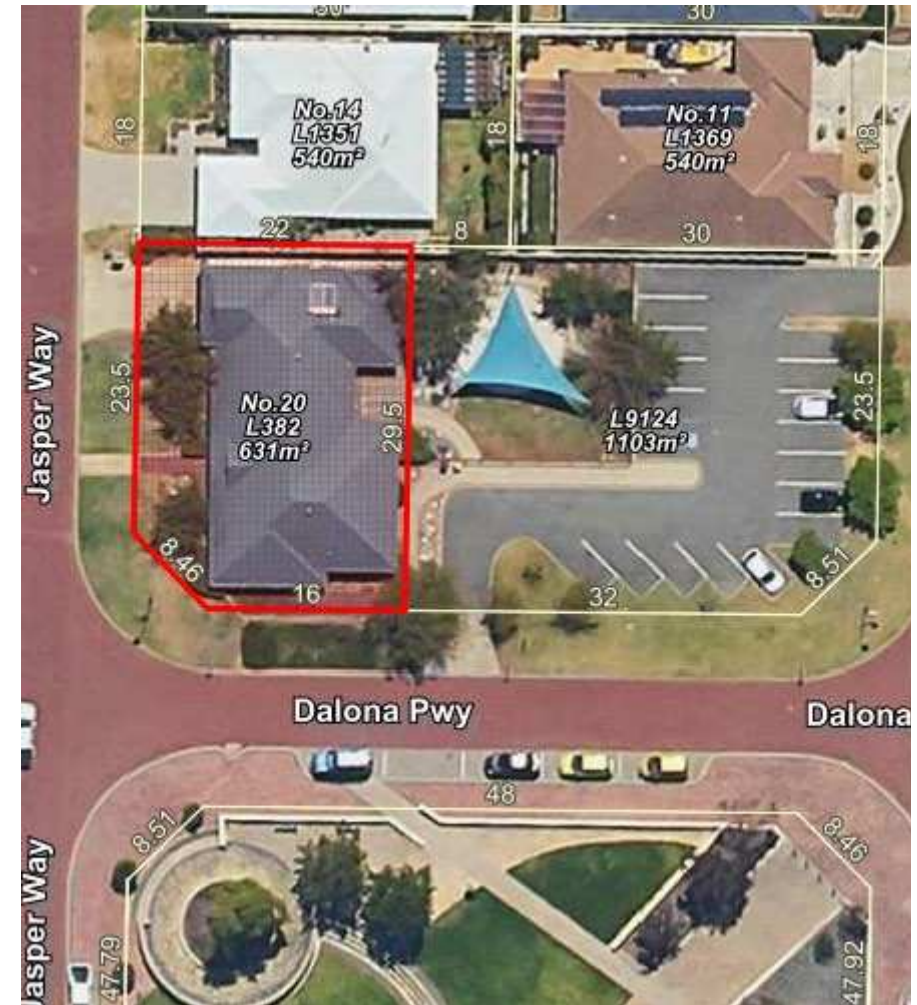 30
30
No.14
L1351
540m²
18
18
No.11
L1369
540m²
18
22
8
30
Jasper Way
23.5
No.20
L382
631m²
29.5
L9124
1103m²
23.5
8.46
16
32
8.51
Dalona Pwy
Dalona
48
8.51
8.46
Jasper Way
47.79
47.92